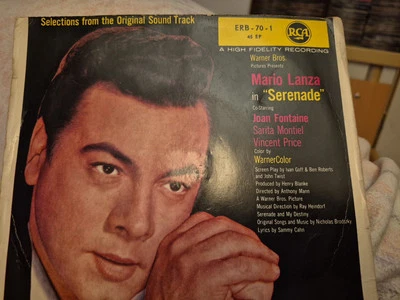 Selections from the Original Sound Track
ERB - 70 - 1
45 EP
RCA
A HIGH FIDELITY RECORDING
Warner Bros.
Pictures Presents
Mario Lanza
in "Serenade"
Co-Starring
Joan Fontaine
Sarita Montiel
Vincent Price
Color by
WarnerColor
Screen Play by Ivan Goff & Ben Roberts
and John Twist
Produced by Henry Blanke
Directed by Anthony Mann
A Warner Bros. Picture
Musical Direction by Ray Heindorf
Serenade and My Destiny
Original Songs and Music by Nicholas Brodszky
Lyrics by Sammy Cahn